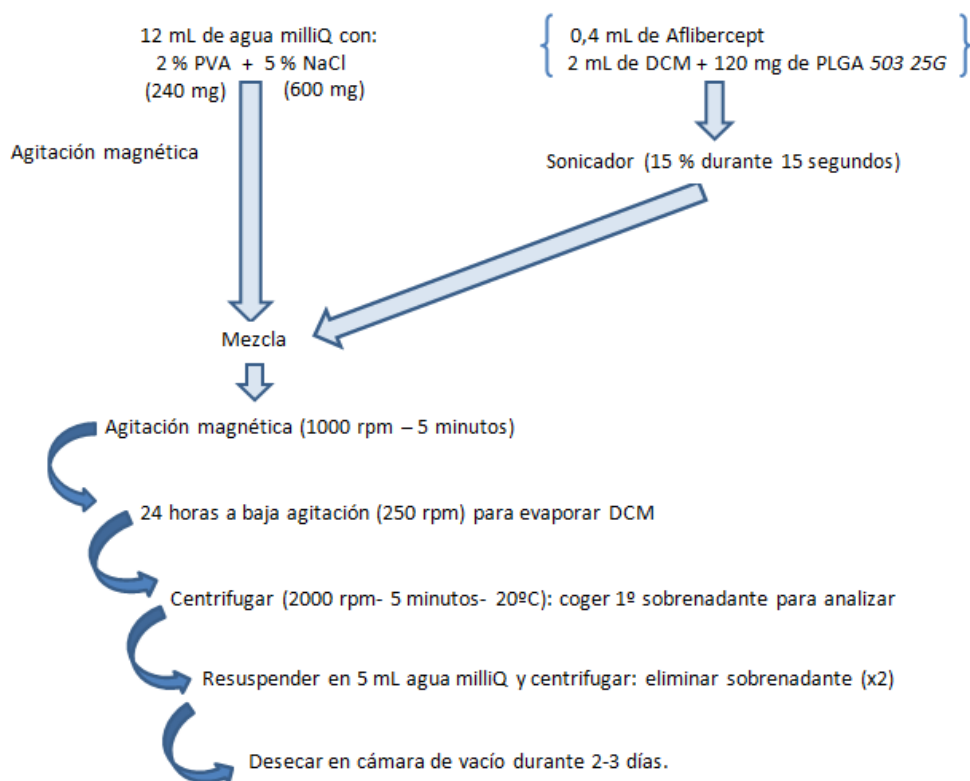 12 mL de agua milliQ con:
2 % PVA + 5 % NaCl
(240 mg) (600 mg)
0,4 mL de Aflibercept
2 mL de DCM + 120 mg de PLGA 503 25G
Agitación magnética
Sonicador (15 % durante 15 segundos)
Mezcla
Agitación magnética (1000 rpm – 5 minutos)
24 horas a baja agitación (250 rpm) para evaporar DCM
Centrifugar (2000 rpm- 5 minutos- 20ºC): coger 1º sobrenadante para analizar
Resuspender en 5 mL agua milliQ y centrifugar: eliminar sobrenadante (x2)
Desecar en cámara de vacío durante 2-3 días.